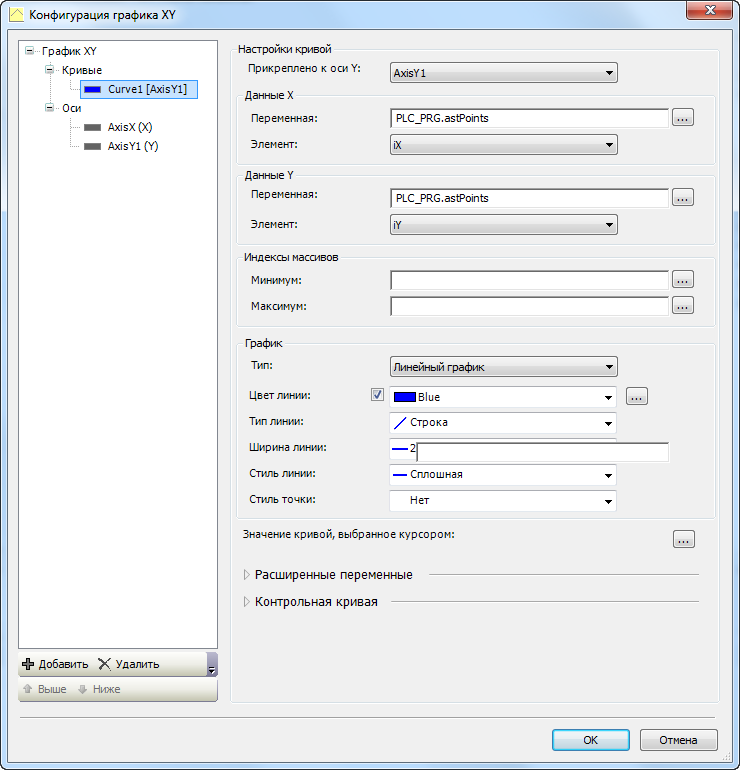 Конфигурация графика XY
График XY
Кривые
Curve1 [AxisY1]
Оси
AxisX (X)
AxisY1 (Y)
Добавить Удалить
Выше Ниже
Настройки кривой
Прикреплено к оси Y: AxisY1
Данные X
Переменная: PLC_PRG.astPoints ...
Элемент: iX
Данные Y
Переменная: PLC_PRG.astPoints ...
Элемент: iY
Индексы массивов
Минимум: ...
Максимум: ...
График
Тип: Линейный график
Цвет линии: Blue ...
Тип линии: Строка
Ширина линии: 2
Стиль линии: Сплошная
Стиль точки: Нет
Значение кривой, выбранное курсором: ...
Расширенные переменные
Контрольная кривая
OK Отмена